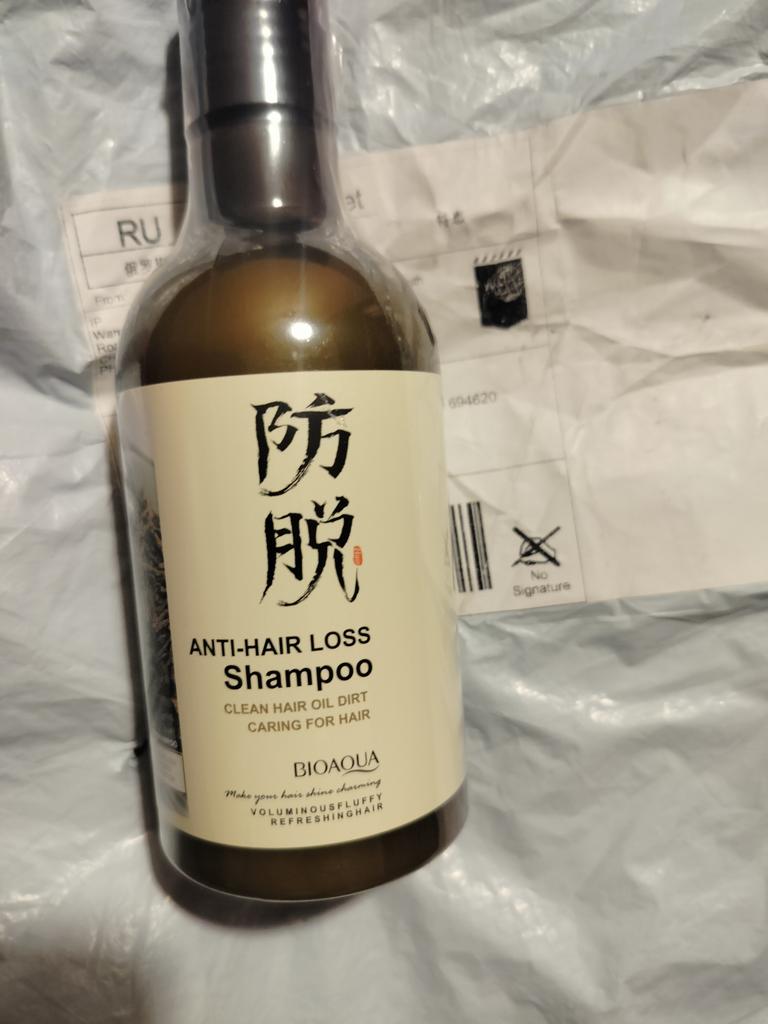 RU
694620
No
Signature
防
脱
ANTI-HAIR LOSS
Shampoo
CLEAN HAIR OIL DIRT
CARING FOR HAIR
BIOAQUA
Make your hair shine charming
VOLUMINOUSFLUFFY
REFRESHINGHAIR